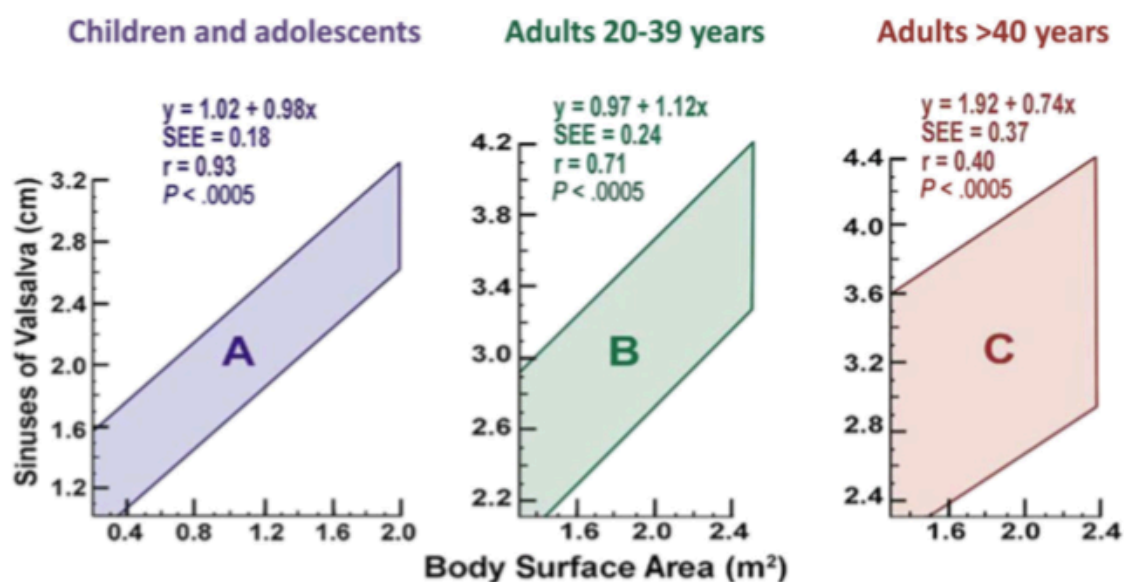 Children and adolescents
Adults 20-39 years
Adults >40 years
y = 1.02 + 0.98x
SEE = 0.18
r = 0.93
P < .0005
y = 0.97 + 1.12x
SEE = 0.24
r = 0.71
P < .0005
y = 1.92 + 0.74x
SEE = 0.37
r = 0.40
P < .0005
Sinuses of Valsalva (cm)
3.2
2.8
2.4
2.0
1.6
1.2
A
0.4 0.8 1.2 1.6 2.0
4.2
3.8
3.4
3.0
2.6
2.2
B
1.6 2.0 2.4
4.4
4.0
3.6
3.2
2.8
2.4
C
1.6 2.0 2.4
Body Surface Area (m²)